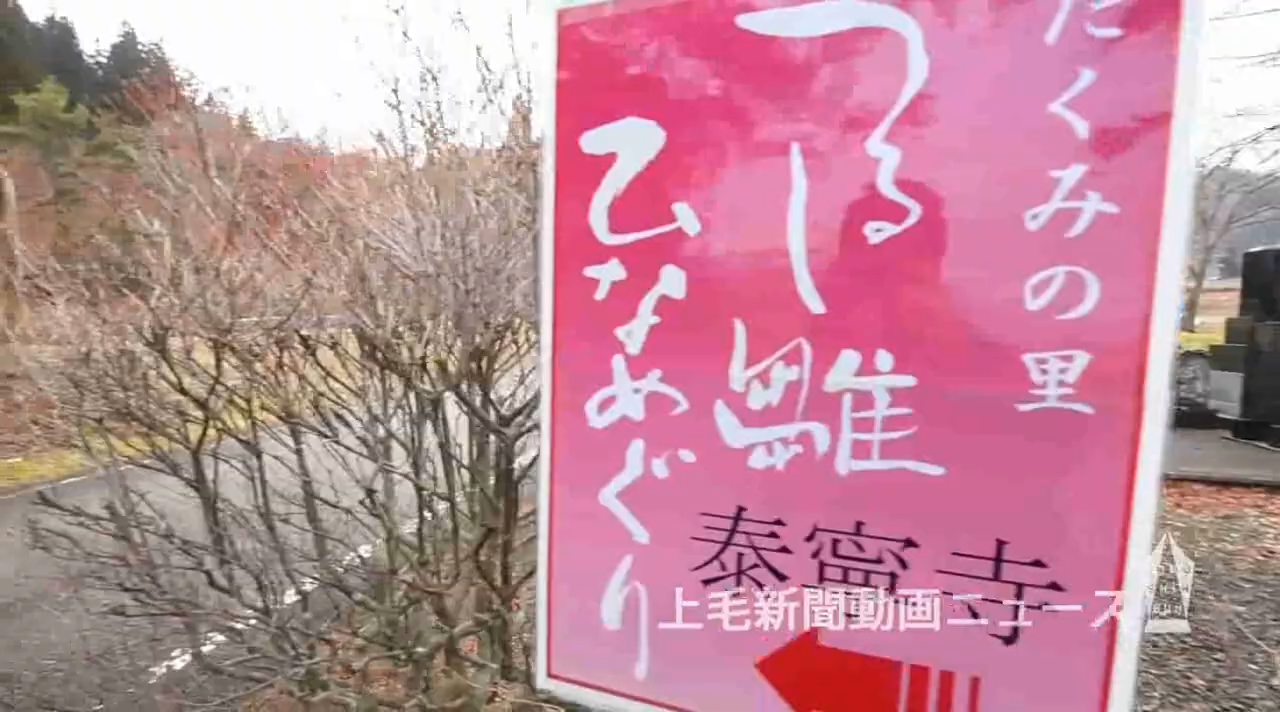 たくみの里
つるし雛
ひなめぐり
泰寧寺
上毛新聞動画ニュース